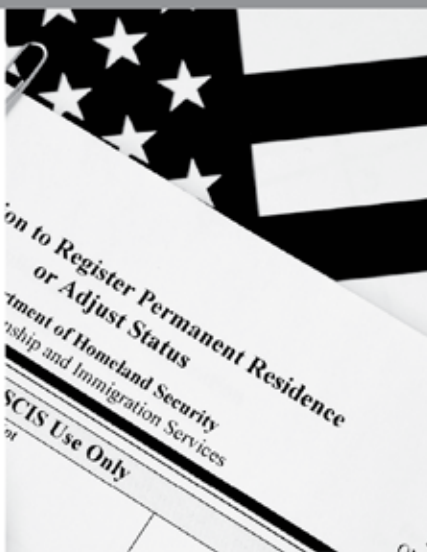 on to Register Permanent Residence
or Adjust Status
rtment of Homeland Security
nship and Immigration Services
SCIS Use Only